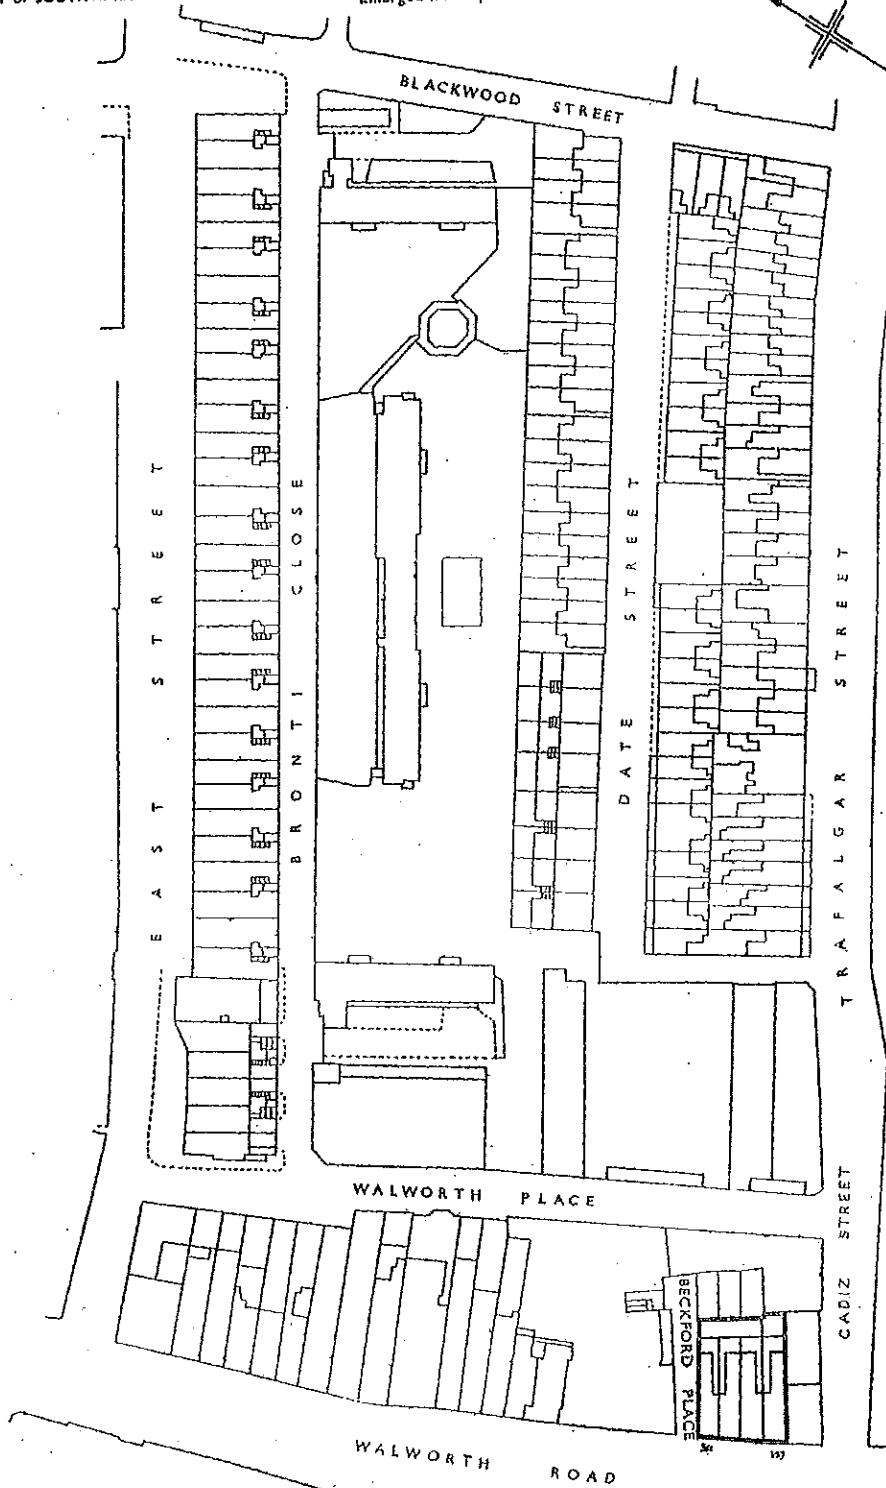 BLACKWOOD STREET
EAST STREET
BRONTI CLOSE
DATE STREET
TRAFALGAR STREET
WALWORTH PLACE
CADIZ STREET
BECKFORD PLACE
WALWORTH ROAD